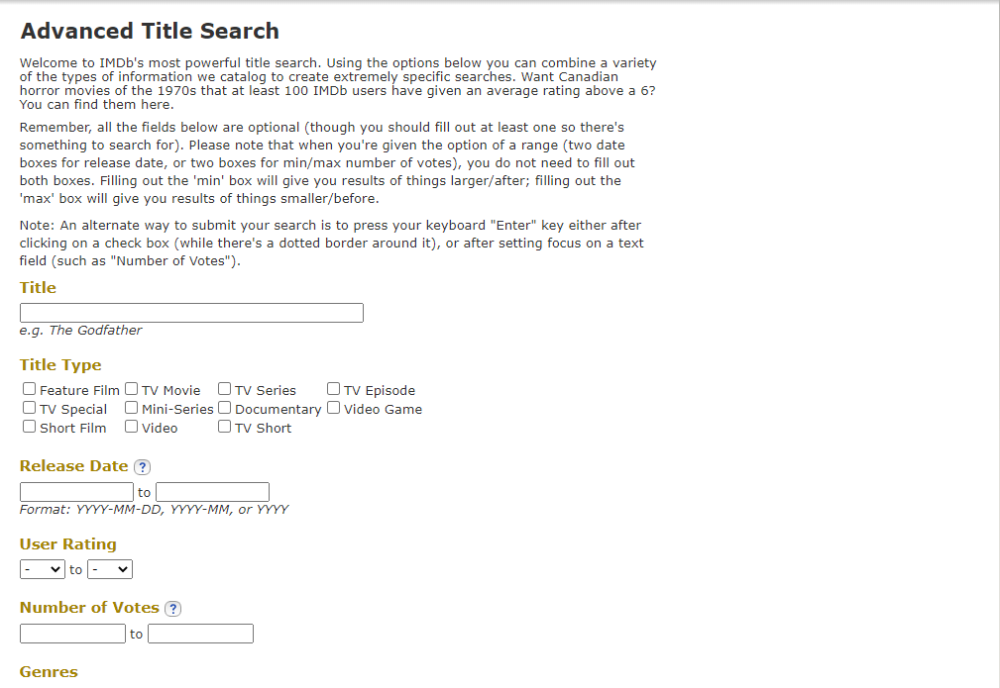 Advanced Title Search
Welcome to IMDb's most powerful title search. Using the options below you can combine a variety
of the types of information we catalog to create extremely specific searches. Want Canadian
horror movies of the 1970s that at least 100 IMDb users have given an average rating above a 6?
You can find them here.
Remember, all the fields below are optional (though you should fill out at least one so there's
something to search for). Please note that when you're given the option of a range (two date
boxes for release date, or two boxes for min/max number of votes), you do not need to fill out
both boxes. Filling out the 'min' box will give you results of things larger/after; filling out the
'max' box will give you results of things smaller/before.
Note: An alternate way to submit your search is to press your keyboard "Enter" key either after
clicking on a check box (while there's a dotted border around it), or after setting focus on a text
field (such as "Number of Votes").
Title
e.g. The Godfather
Title Type
Feature Film TV Movie TV Series TV Episode
TV Special Mini-Series Documentary Video Game
Short Film Video TV Short
Release Date ?
to
Format: YYYY-MM-DD, YYYY-MM, or YYYY
User Rating
- to -
Number of Votes ?
to
Genres